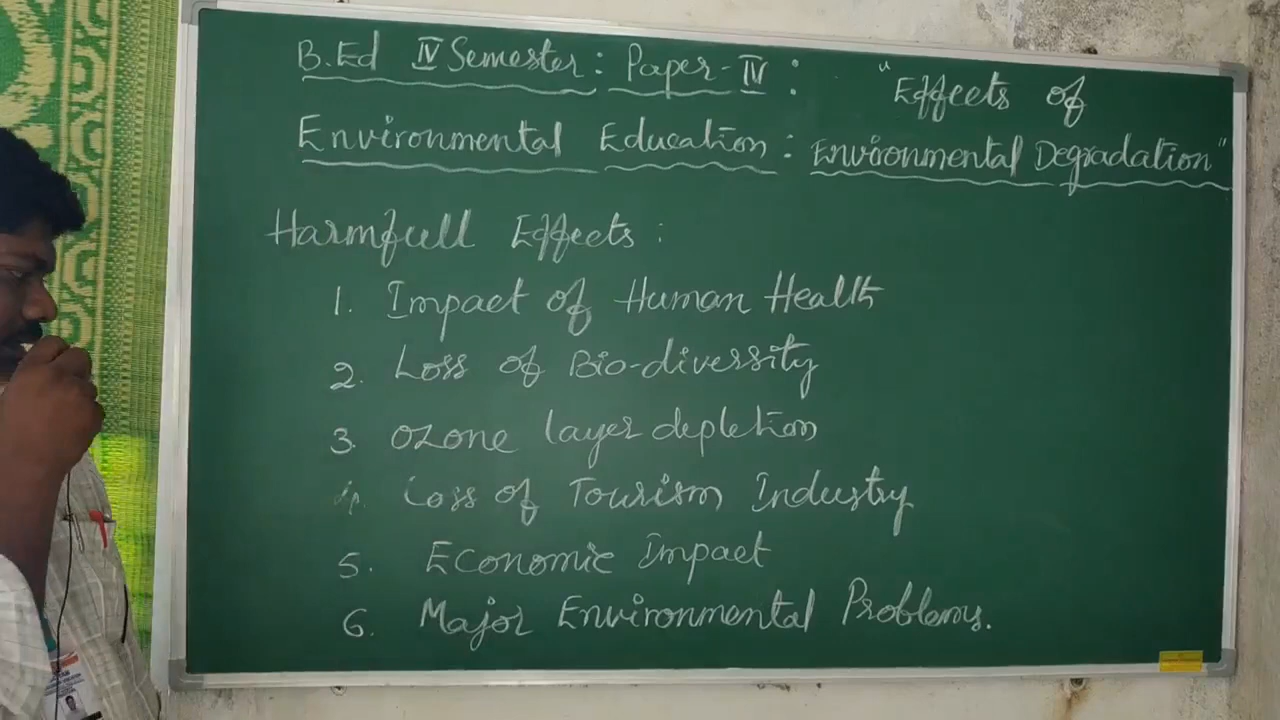 B.Ed IV Semester : Paper - IV : "Effects of
Environmental Education : Environmental Degradation"
Harmfull Effects :
1. Impact of Human Health
2. Loss of Bio-diversity
3. Ozone layer depletion
4. Loss of Tourism Industry
5. Economic Impact
6. Major Environmental Problems.